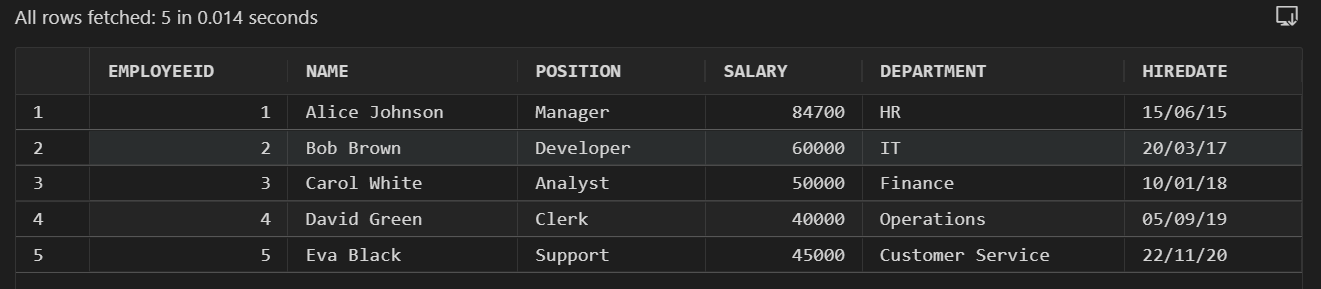 All rows fetched: 5 in 0.014 seconds
EMPLOYEEID NAME POSITION SALARY DEPARTMENT HIREDATE
1 1 Alice Johnson Manager 84700 HR 15/06/15
2 2 Bob Brown Developer 60000 IT 20/03/17
3 3 Carol White Analyst 50000 Finance 10/01/18
4 4 David Green Clerk 40000 Operations 05/09/19
5 5 Eva Black Support 45000 Customer Service 22/11/20